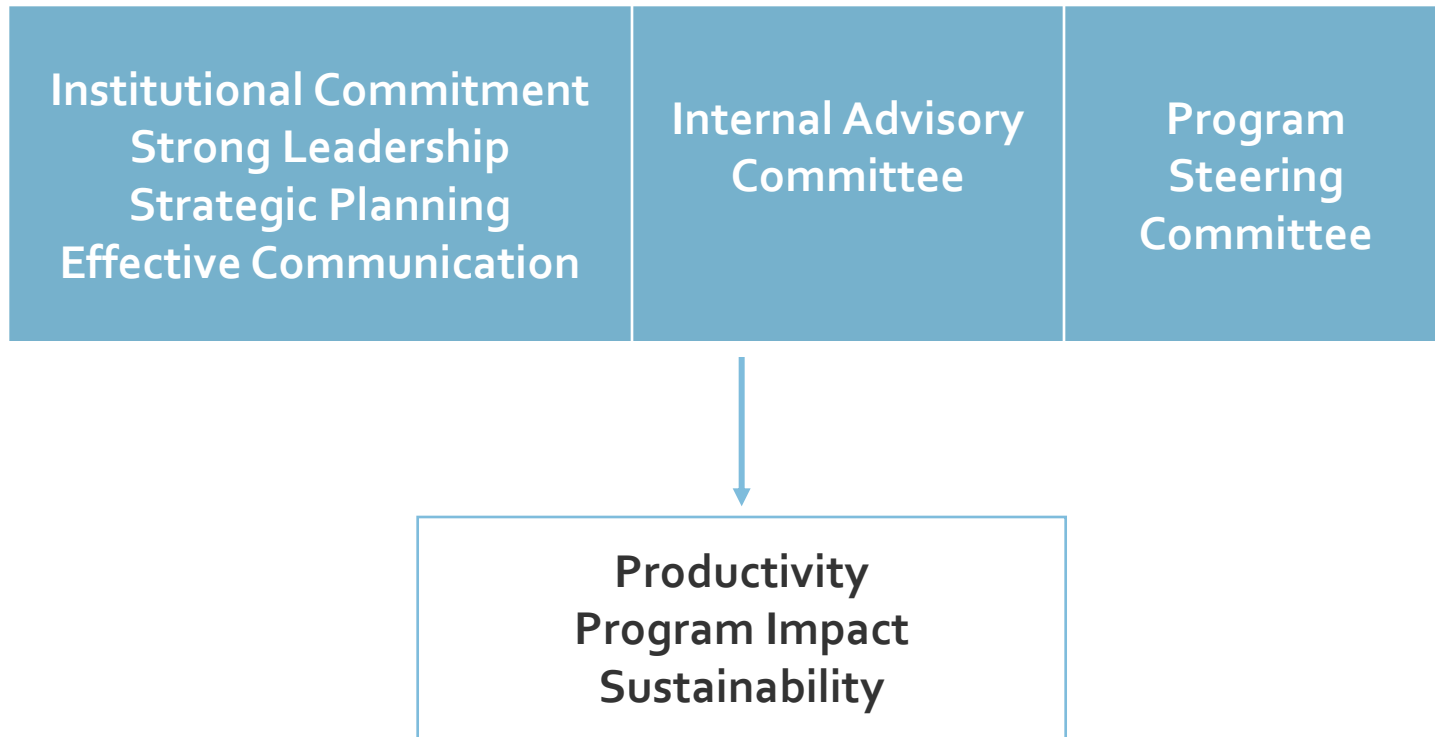 Institutional Commitment
Strong Leadership
Strategic Planning
Effective Communication
Internal Advisory
Committee
Program
Steering
Committee
Productivity
Program Impact
Sustainability